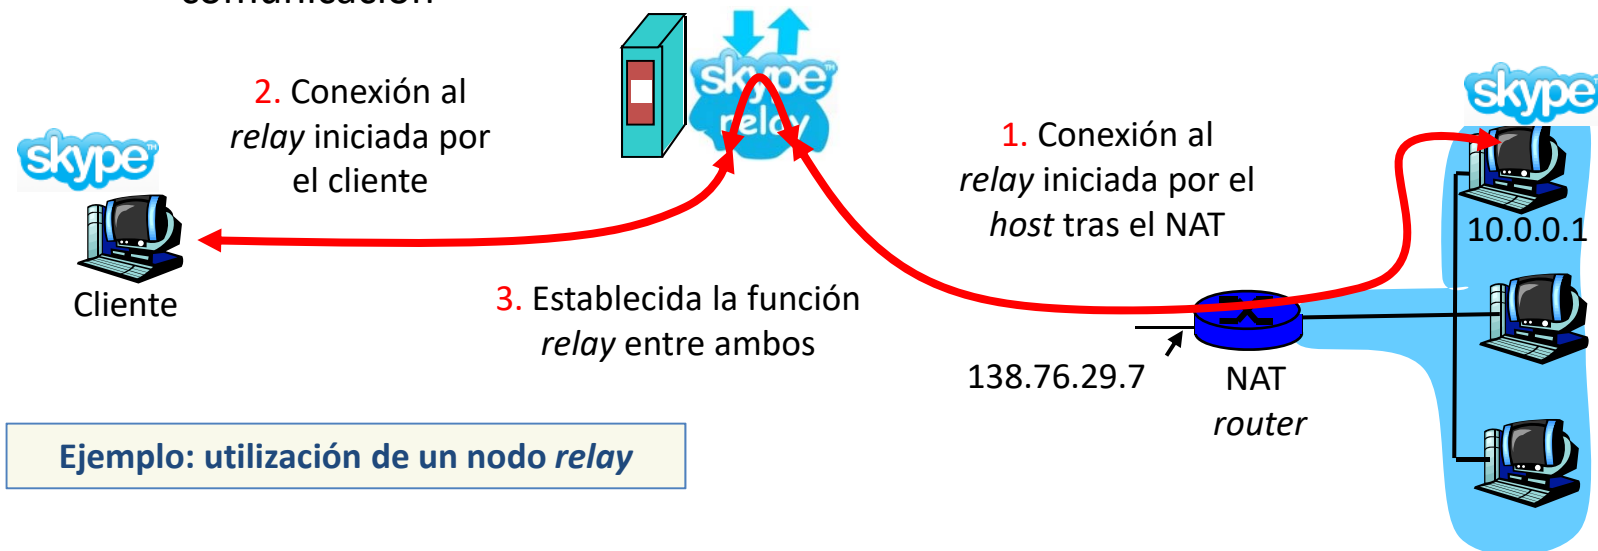 comunicación
skype
relay
2. Conexión al
relay iniciada por
el cliente
skype
Cliente
1. Conexión al
relay iniciada por el
host tras el NAT
skype
10.0.0.1
3. Establecida la función
relay entre ambos
138.76.29.7
NAT
router
Ejemplo: utilización de un nodo relay